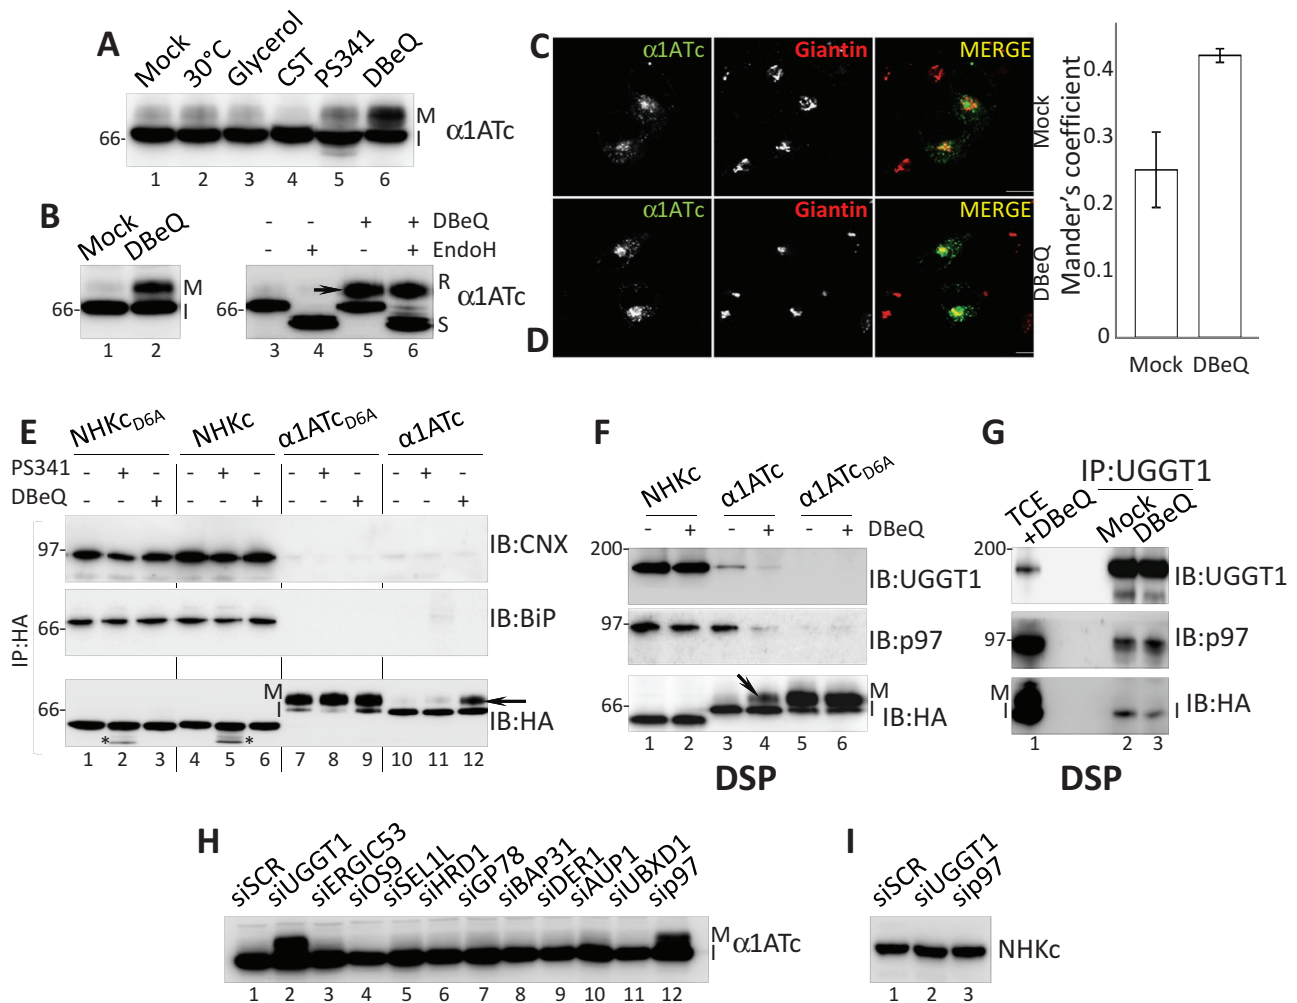 A
Mock 30°C Glycerol CST PS341 DBeQ
66-
M
I
α1ATc
1 2 3 4 5 6
B
Mock DBeQ
66-
M
I
1 2
- - + + DBeQ
- + - + EndoH
66-
R
S
α1ATc
3 4 5 6
C
α1ATc Giantin MERGE
Mock
D
α1ATc Giantin MERGE
DBeQ
Mander's coefficient
0.4
0.3
0.2
0.1
0
Mock DBeQ
E
NHKcD6A NHKc α1ATcD6A α1ATc
PS341 - + - - + - - + - - + -
DBeQ - - + - - + - - + - - +
IP:HA
97- IB:CNX
66- IB:BiP
66- M I IB:HA
* *
1 2 3 4 5 6 7 8 9 10 11 12
F
NHKc α1ATc α1ATcD6A
- + - + - + DBeQ
200- IB:UGGT1
97- IB:p97
66- M I IB:HA
1 2 3 4 5 6
DSP
G
IP:UGGT1
TCE +DBeQ Mock DBeQ
200- IB:UGGT1
97- IB:p97
M I I IB:HA
1 2 3
DSP
H
siSCR siUGGT1 siERGIC53 siOS9 siSEL1L siHRD1 siGP78 siBAP31 siDER1 siAUP1 siUBXD1 sip97
M
I
α1ATc
1 2 3 4 5 6 7 8 9 10 11 12
I
siSCR siUGGT1 sip97
NHKc
1 2 3